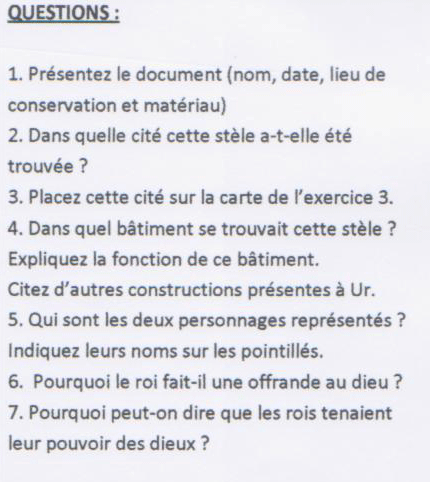 QUESTIONS :
1. Présentez le document (nom, date, lieu de
conservation et matériau)
2. Dans quelle cité cette stèle a-t-elle été
trouvée ?
3. Placez cette cité sur la carte de l'exercice 3.
4. Dans quel bâtiment se trouvait cette stèle ?
Expliquez la fonction de ce bâtiment.
Citez d'autres constructions présentes à Ur.
5. Qui sont les deux personnages représentés ?
Indiquez leurs noms sur les pointillés.
6. Pourquoi le roi fait-il une offrande au dieu ?
7. Pourquoi peut-on dire que les rois tenaient
leur pouvoir des dieux ?